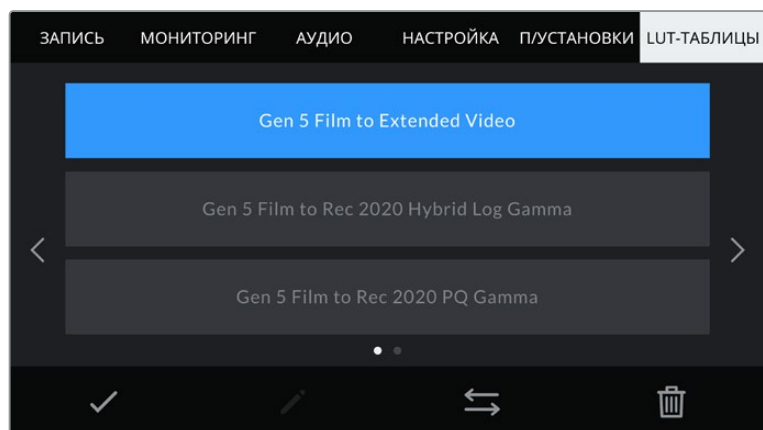 ЗАПИСЬ МОНИТОРИНГ АУДИО НАСТРОЙКА П/УСТАНОВКИ LUT-ТАБЛИЦЫ
Gen 5 Film to Extended Video
Gen 5 Film to Rec 2020 Hybrid Log Gamma
Gen 5 Film to Rec 2020 PQ Gamma